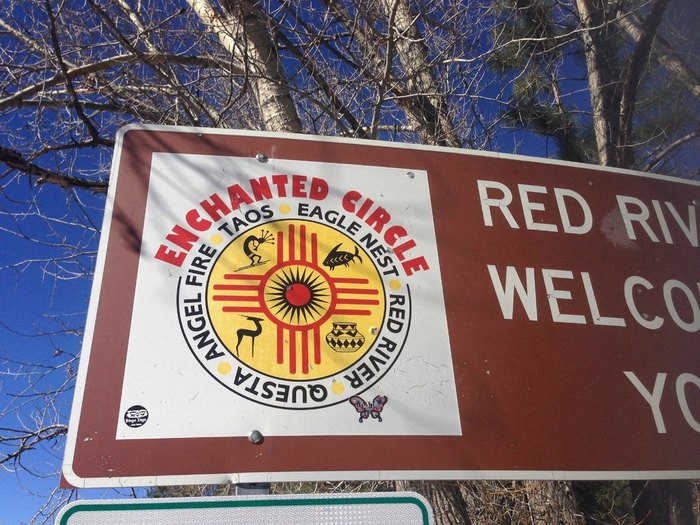 ENCHANTED CIRCLE
ANGEL FIRE • TAOS • EAGLE NEST • RED RIVER • QUESTA •
RED RIV
WELCO
YO